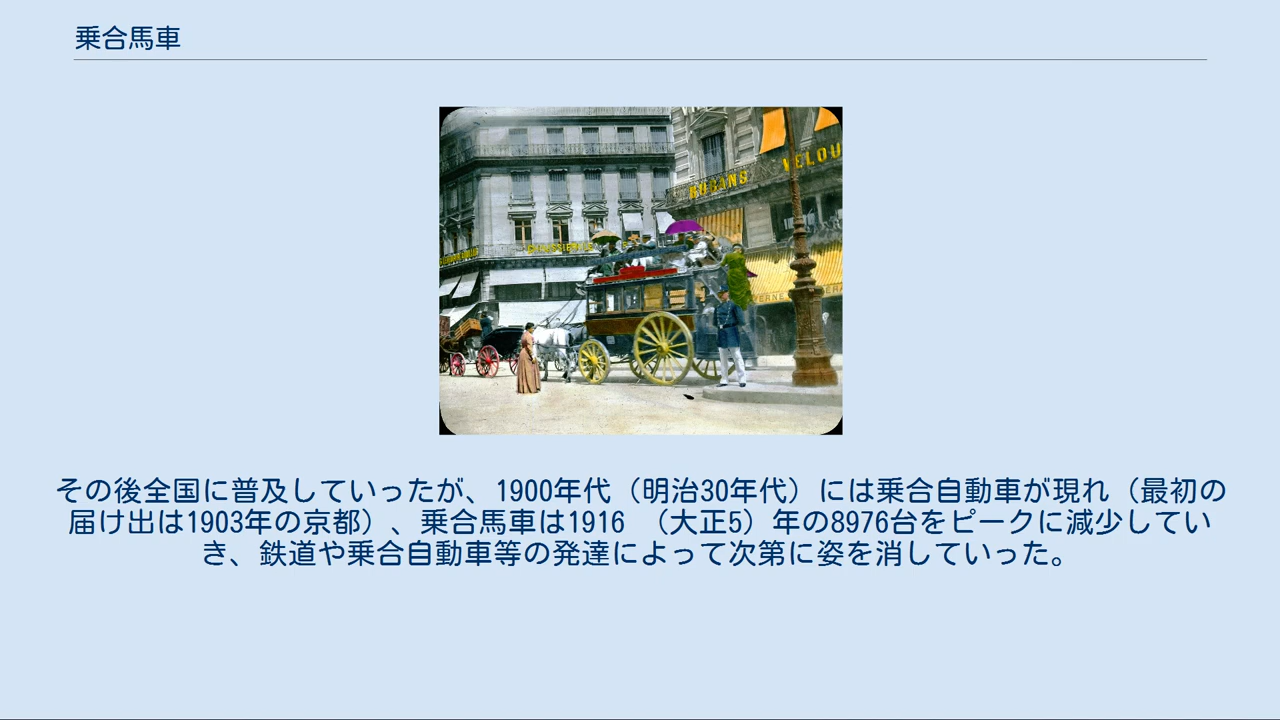 乗合馬車
RUBANS
VELOU
その後全国に普及していったが、1900年代（明治30年代）には乗合自動車が現れ（最初の
届け出は1903年の京都）、乗合馬車は1916 （大正5）年の8976台をピークに減少してい
き、鉄道や乗合自動車等の発達によって次第に姿を消していった。